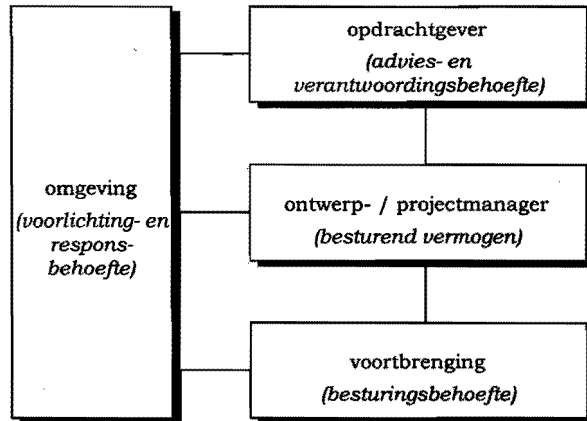 opdrachtgever
(advies- en
verantwoordingsbehoefte)
omgeving
(voorlichting- en
respons-
behoefte)
ontwerp- / projectmanager
(besturend vermogen)
voortbrenging
(besturingsbehoefte)